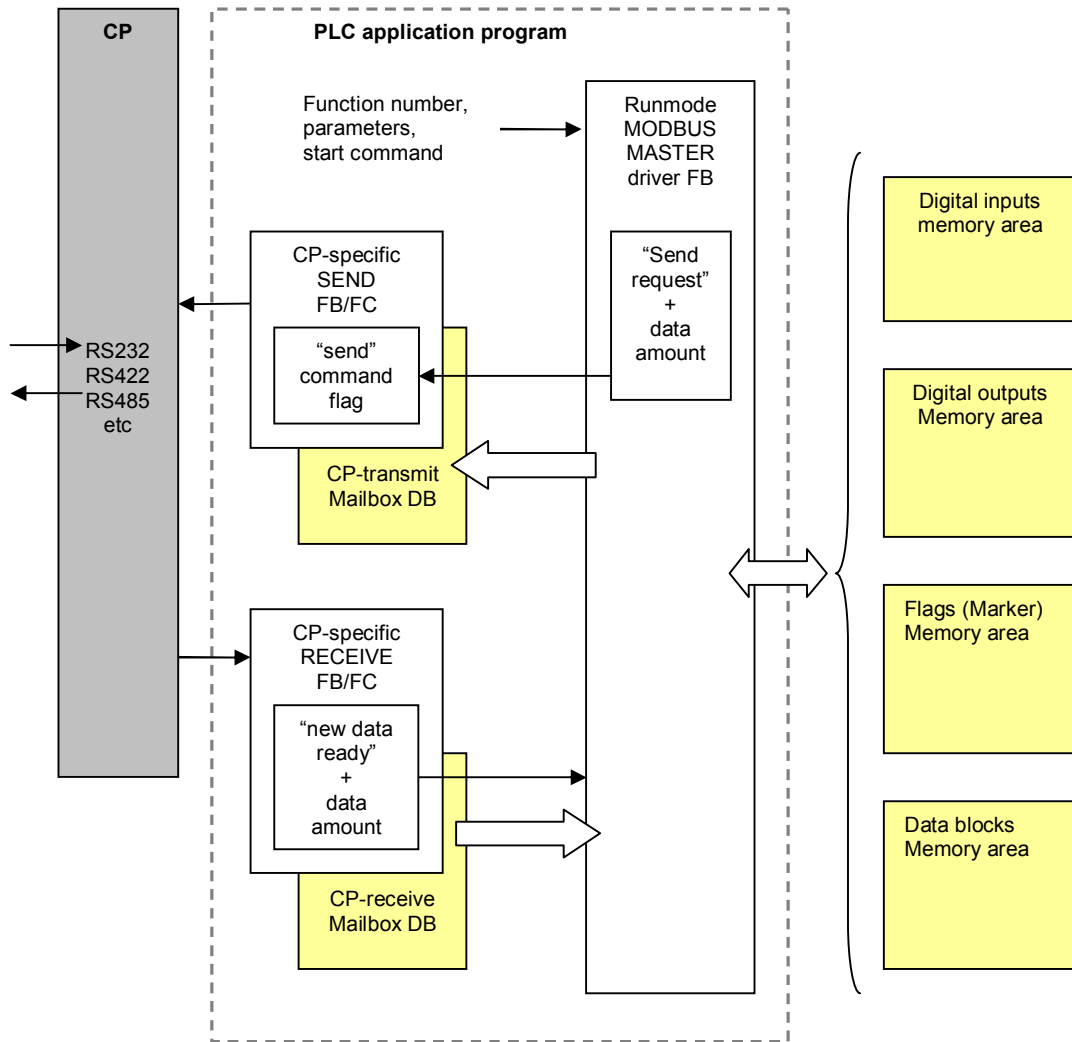 CP
PLC application program
Function number,
parameters,
start command
Runmode
MODBUS
MASTER
driver FB
Digital inputs
memory area
CP-specific
SEND
FB/FC
“Send
request”
+
data
amount
“send”
command
flag
RS232
RS422
RS485
etc
Digital outputs
Memory area
CP-transmit
Mailbox DB
Flags (Marker)
Memory area
CP-specific
RECEIVE
FB/FC
“new data
ready”
+
data
amount
Data blocks
Memory area
CP-receive
Mailbox DB